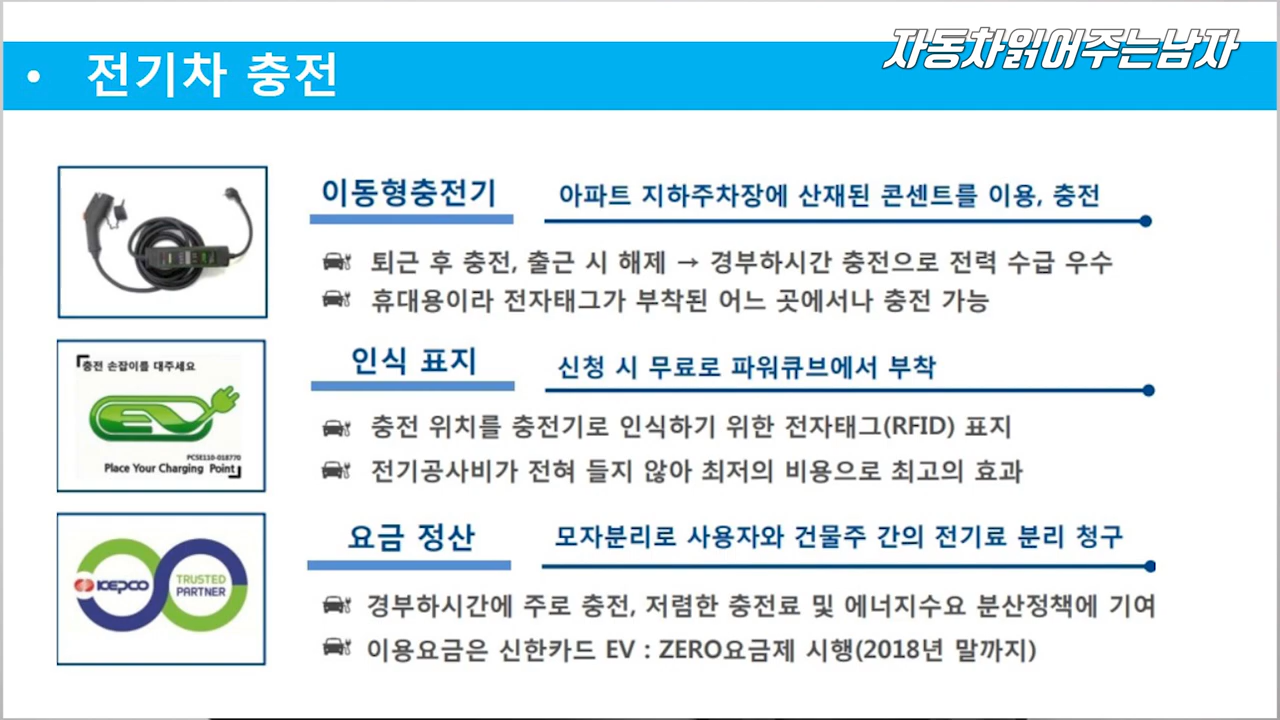 자동차읽어주는남자
• 전기차 충전
이동형충전기
아파트 지하주차장에 산재된 콘센트를 이용, 충전
퇴근 후 충전, 출근 시 해제 → 경부하시간 충전으로 전력 수급 우수
휴대용이라 전자태그가 부착된 어느 곳에서나 충전 가능
충전 손잡이를 대주세요
EV
PCSE110-018770
Place Your Charging Point
인식 표지
신청 시 무료로 파워큐브에서 부착
충전 위치를 충전기로 인식하기 위한 전자태그(RFID) 표지
전기공사비가 전혀 들지 않아 최저의 비용으로 최고의 효과
KEPCO
TRUSTED
PARTNER
요금 정산
모자분리로 사용자와 건물주 간의 전기료 분리 청구
경부하시간에 주로 충전, 저렴한 충전료 및 에너지수요 분산정책에 기여
이용요금은 신한카드 EV : ZERO요금제 시행(2018년 말까지)